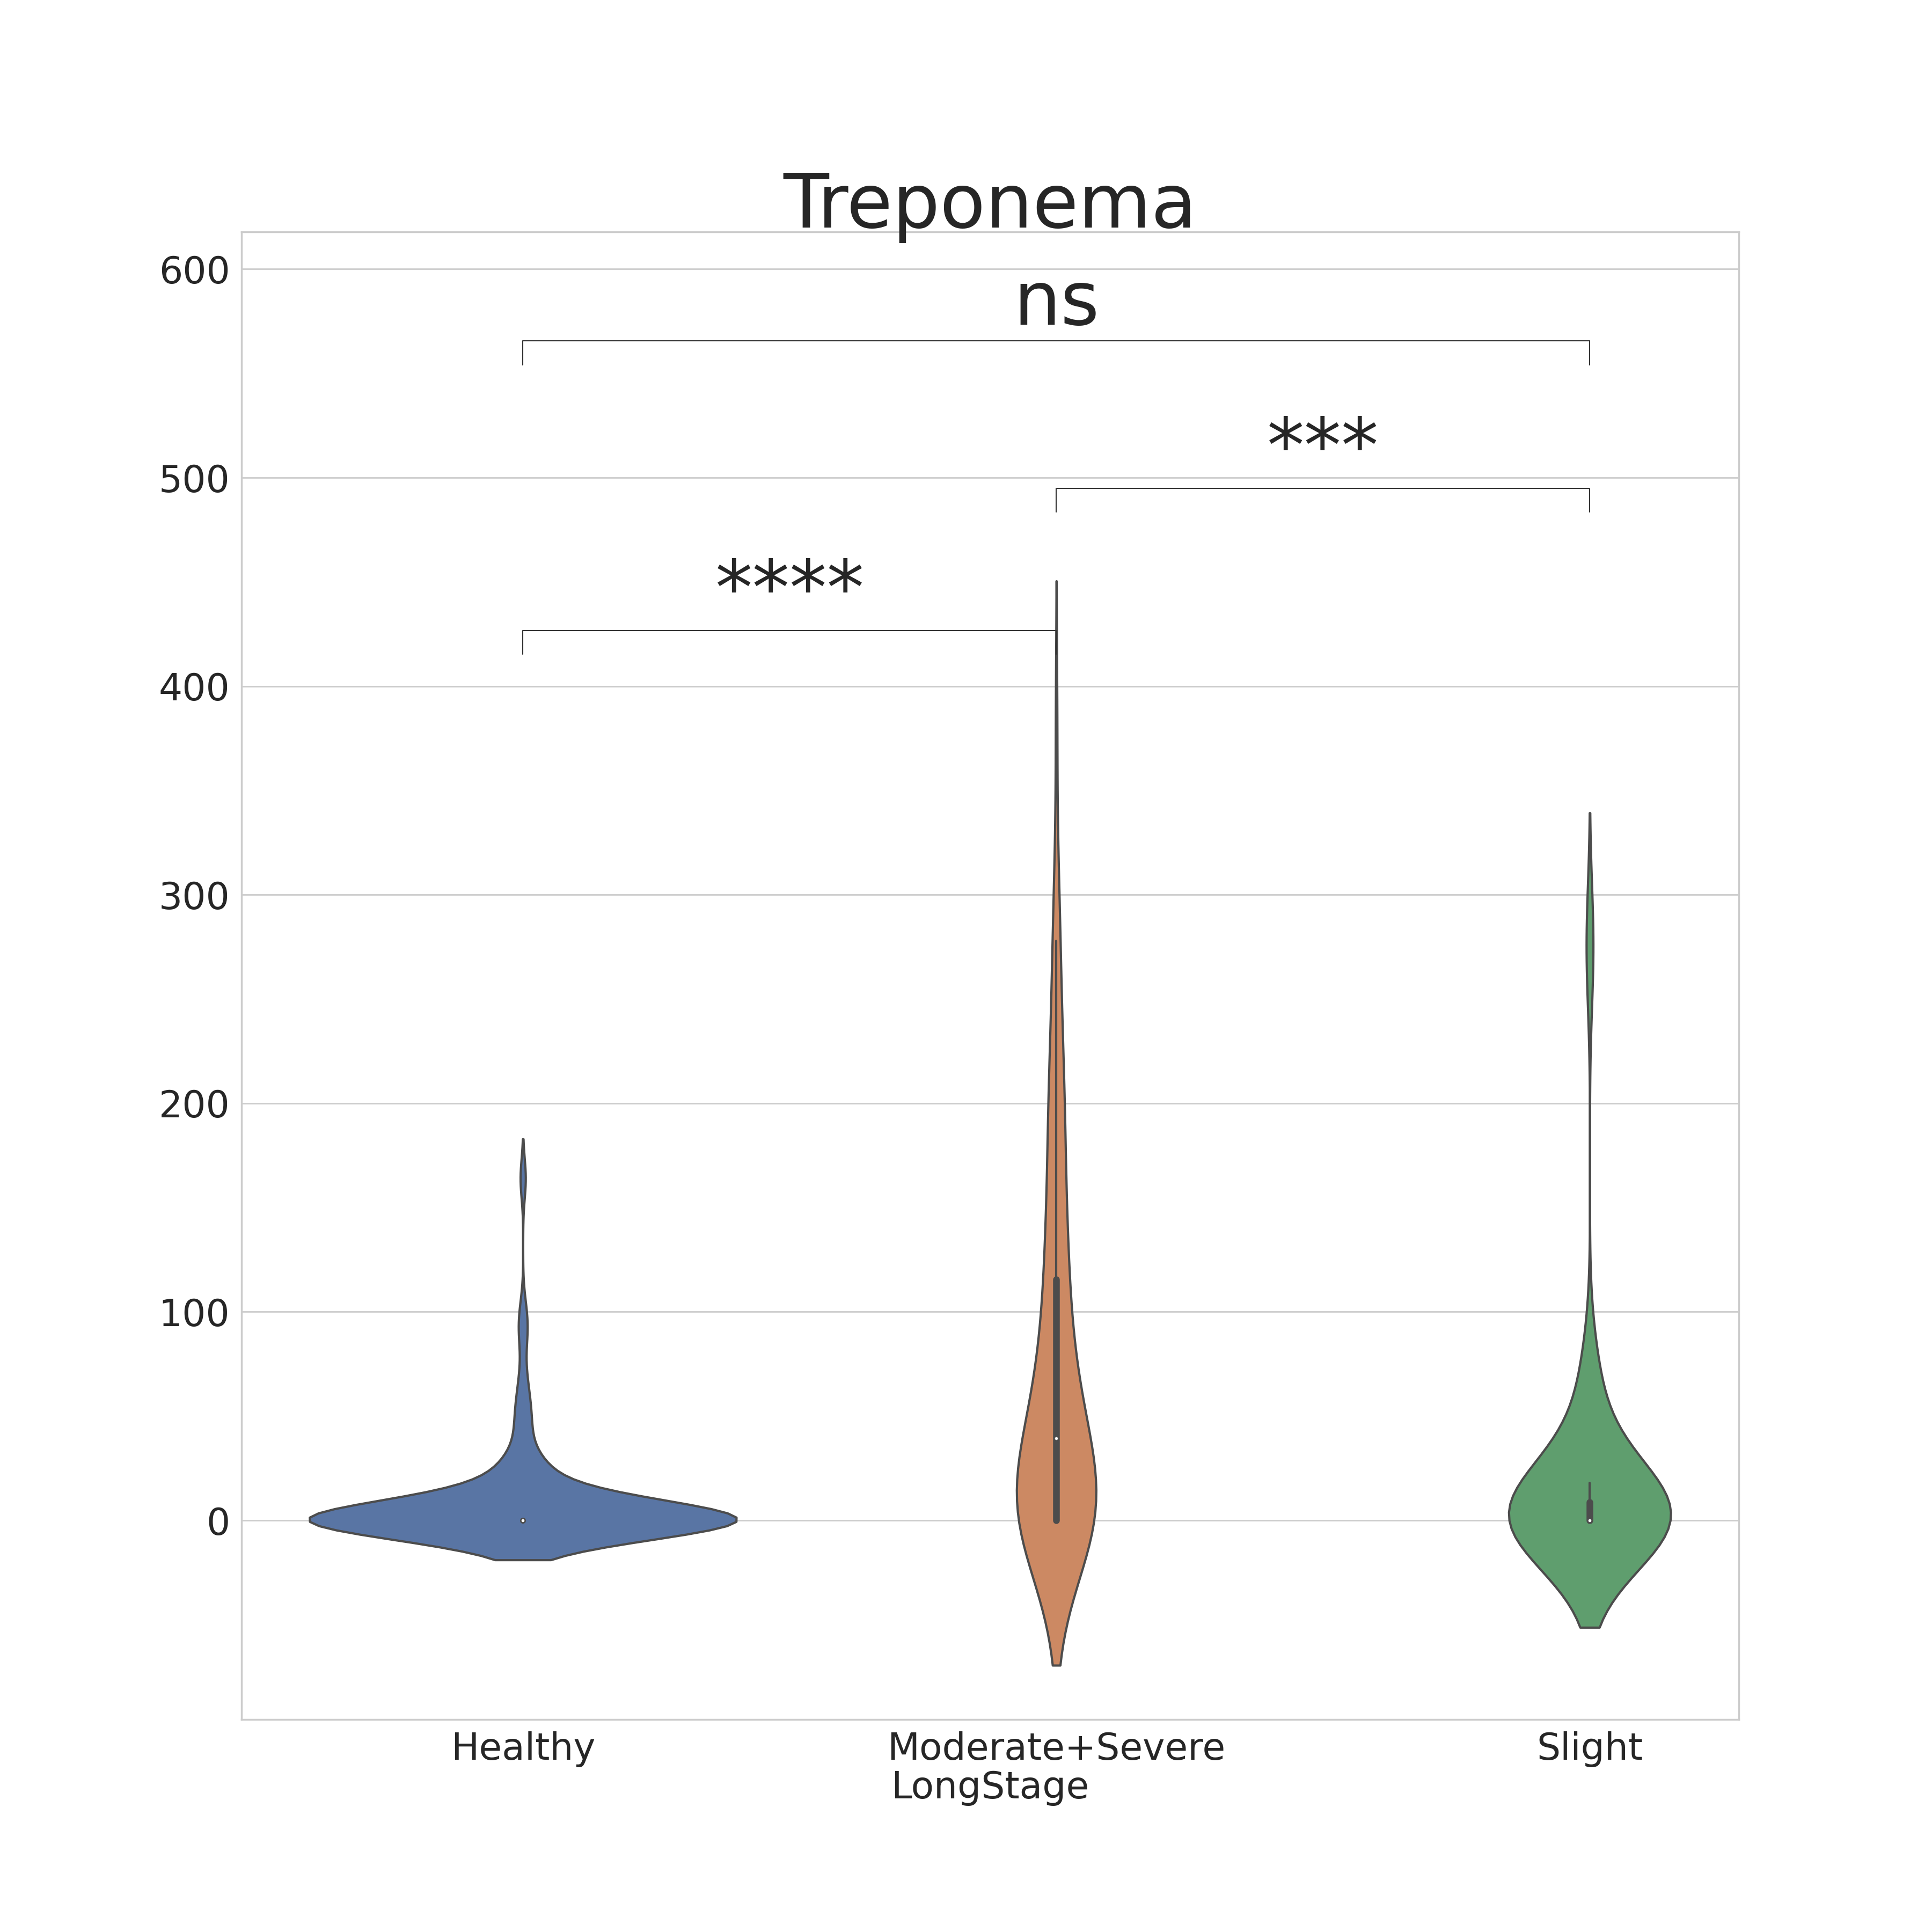 Treponema
600
ns
***
500
****
400
300
200
100
0
Healthy Moderate+Severe Slight
LongStage